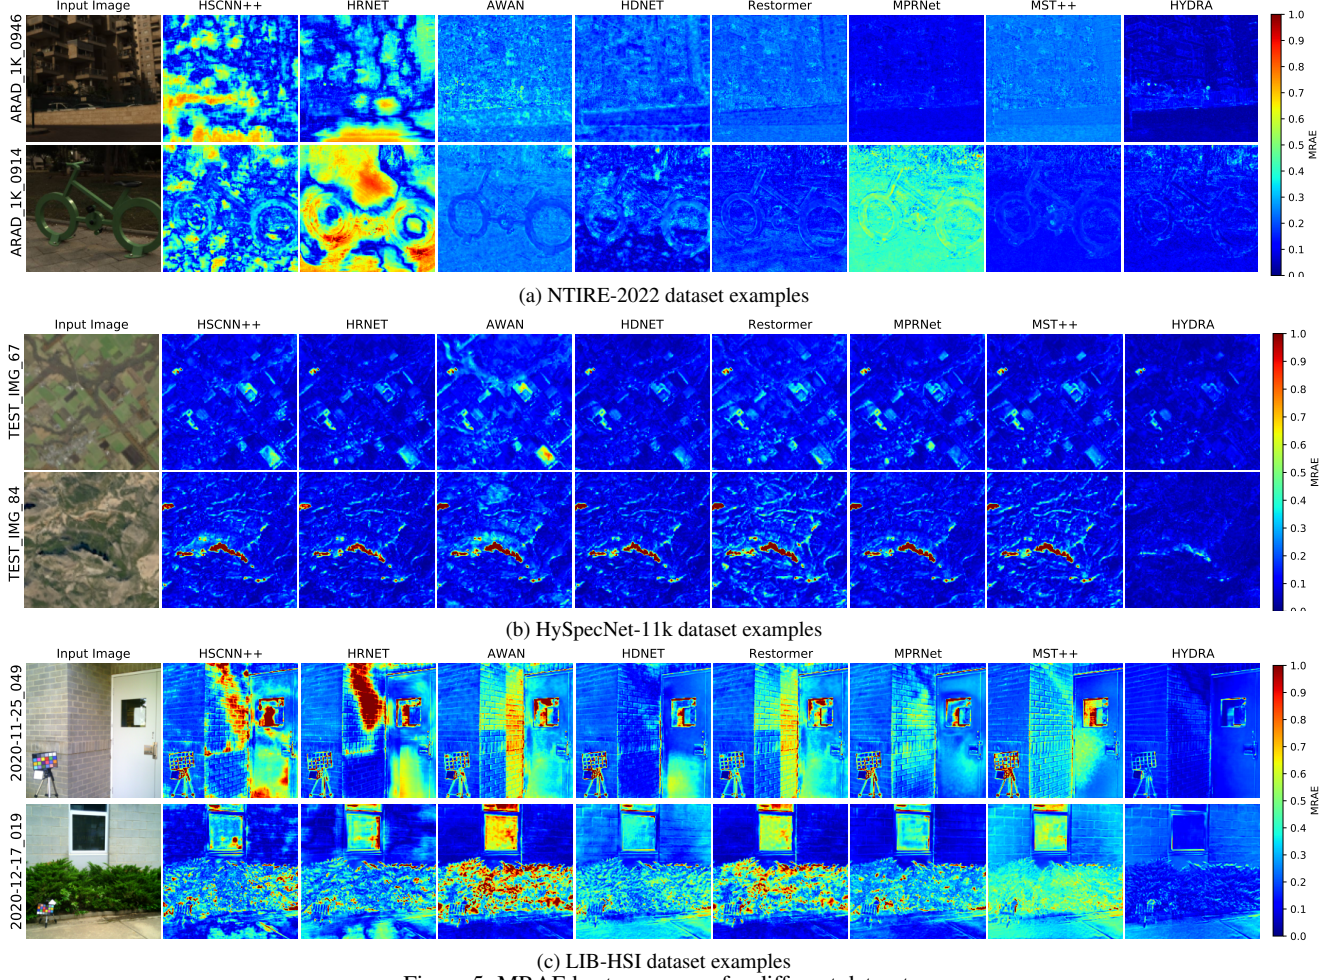 Input Image HSCNN++ HRNET AWAN HDNET Restormer MPRNet MST++ HYDRA
ARAD_1K_0946
ARAD_1K_0914
1.0
0.9
0.8
0.7
0.6
0.5
0.4
0.3
0.2
0.1
0.0
MRAE
(a) NTIRE-2022 dataset examples
Input Image HSCNN++ HRNET AWAN HDNET Restormer MPRNet MST++ HYDRA
TEST_IMG_67
TEST_IMG_84
1.0
0.9
0.8
0.7
0.6
0.5
0.4
0.3
0.2
0.1
0.0
MRAE
(b) HySpecNet-11k dataset examples
Input Image HSCNN++ HRNET AWAN HDNET Restormer MPRNet MST++ HYDRA
2020-11-25_049
2020-12-17_019
1.0
0.9
0.8
0.7
0.6
0.5
0.4
0.3
0.2
0.1
0.0
MRAE
(c) LIB-HSI dataset examples